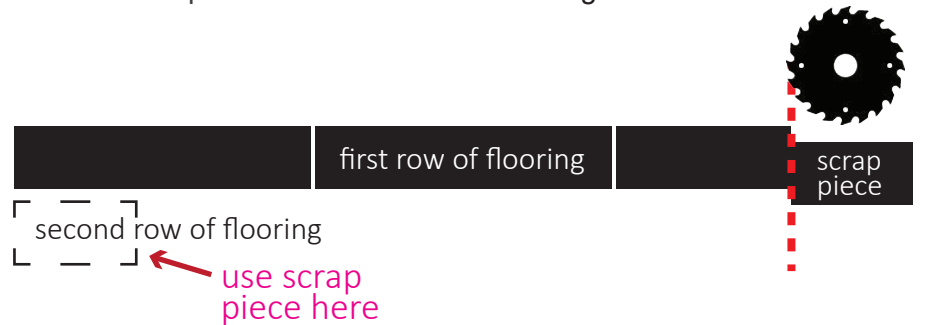 first row of flooring
scrap
piece
second row of flooring
use scrap
piece here